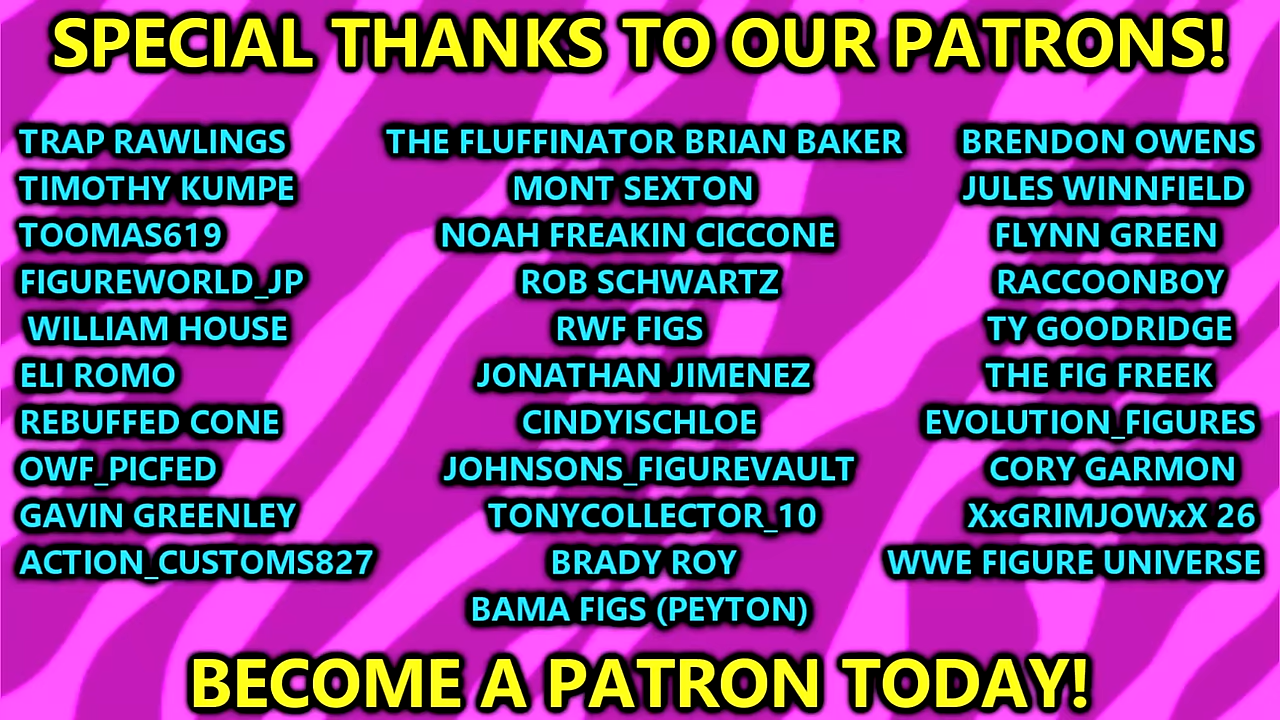 SPECIAL THANKS TO OUR PATRONS!
TRAP RAWLINGS
TIMOTHY KUMPE
TOOMAS619
FIGUREWORLD_JP
WILLIAM HOUSE
ELI ROMO
REBUFFED CONE
OWF_PICFED
GAVIN GREENLEY
ACTION_CUSTOMS827
THE FLUFFINATOR BRIAN BAKER
MONT SEXTON
NOAH FREAKIN CICCONE
ROB SCHWARTZ
RWF FIGS
JONATHAN JIMENEZ
CINDYISCHLOE
JOHNSONS_FIGUREVAULT
TONYCOLLECTOR_10
BRADY ROY
BAMA FIGS (PEYTON)
BRENDON OWENS
JULES WINNFIELD
FLYNN GREEN
RACCOONBOY
TY GOODRIDGE
THE FIG FREEK
EVOLUTION_FIGURES
CORY GARMON
XxGRIMJOWxX 26
WWE FIGURE UNIVERSE
BECOME A PATRON TODAY!